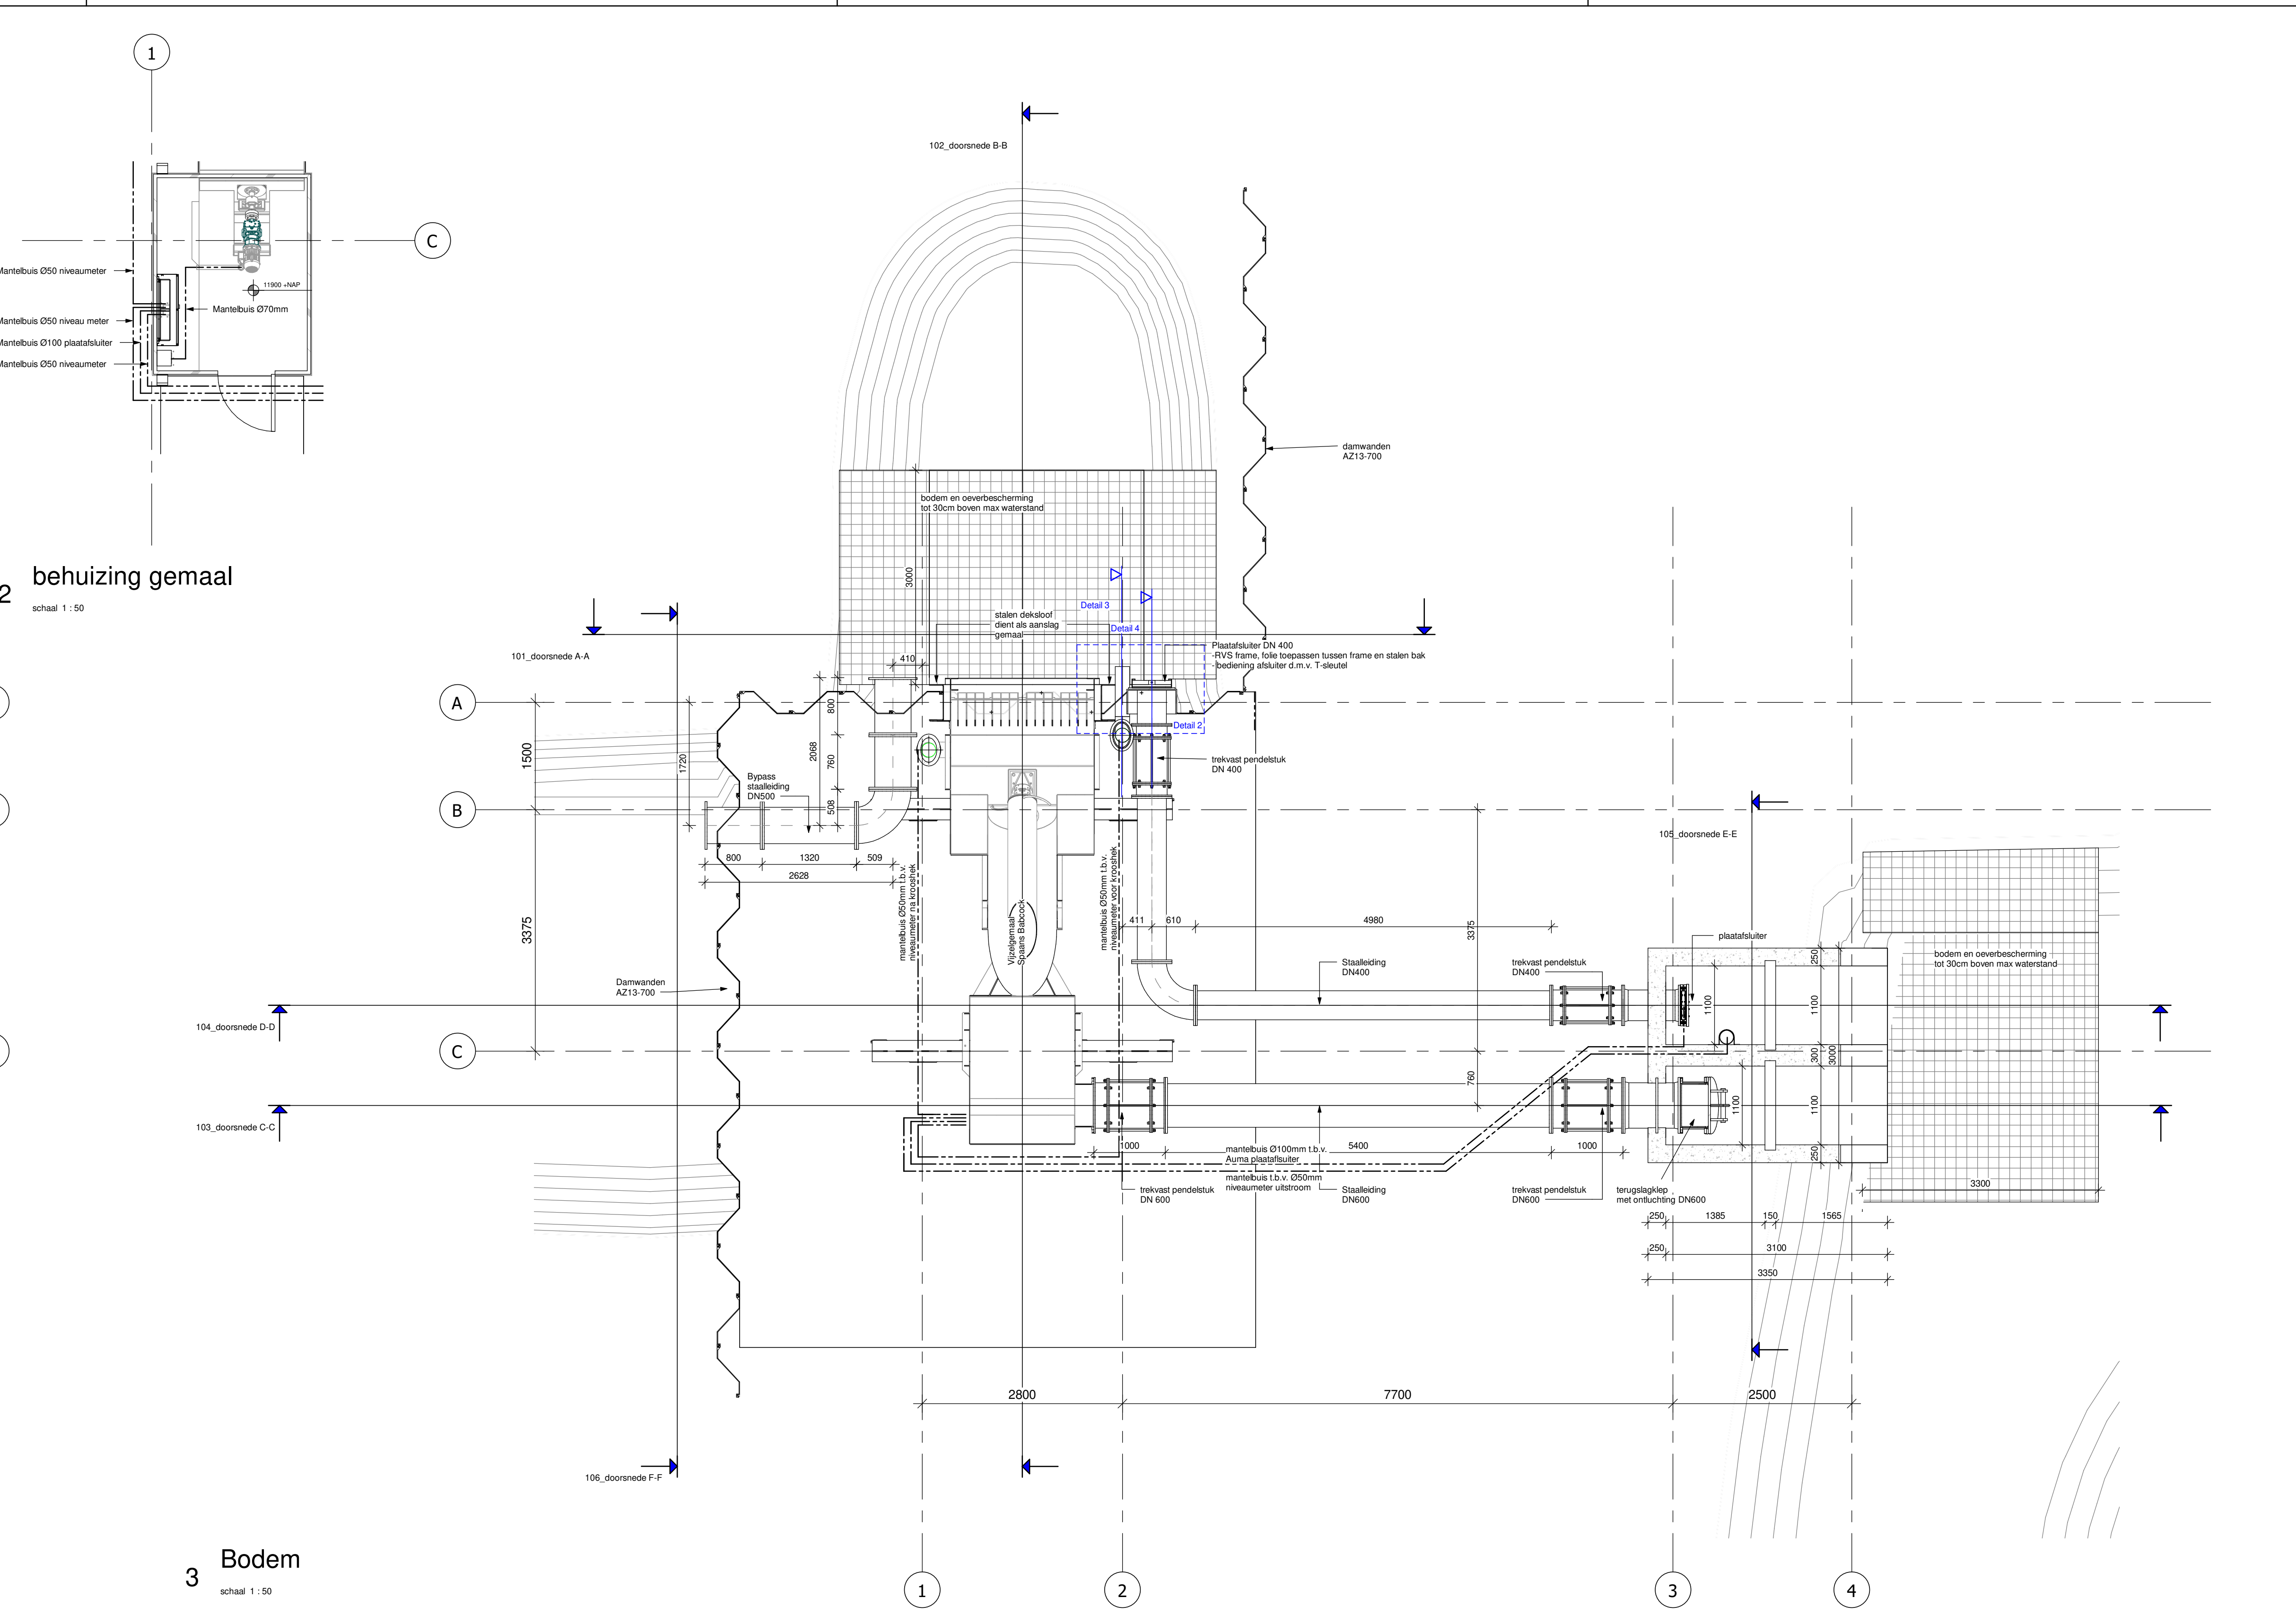 1
C
Mantelbuis Ø50 niveaumeter
11900 +NAP
Mantelbuis Ø70mm
Mantelbuis Ø50 niveau meter
Mantelbuis Ø100 plaatafsluiter
Mantelbuis Ø50 niveaumeter
2
behuizing gemaal
schaal 1 : 50
102_doorsnede B-B
damwanden
AZ13-700
bodem en oeverbescherming
tot 30cm boven max waterstand
3000
Detail 3
Detail 4
stalen deksloof
dient als aanslag
gemaal
101_doorsnede A-A
Plaatafsluiter DN 400
-RVS frame, folie toepassen tussen frame en stalen bak
- bediening afsluiter d.m.v. T-sleutel
410
A
Detail 2
800
2068
760
508
1720
1500
trekvast pendelstuk
DN 400
Bypass
staalleiding
DN500
B
105_doorsnede E-E
800
1320
509
2628
mantelbuis Ø50mm t.b.v.
niveaumeter na krooshek
mantelbuis Ø50mm t.b.v.
niveaumeter voor krooshek
Vijzelgemaal
Spaans Babcock
411
610
4980
3375
3375
plaatafsluiter
bodem en oeverbescherming
tot 30cm boven max waterstand
Staalleiding
DN400
trekvast pendelstuk
DN400
Damwanden
AZ13-700
250
1100
1100
104_doorsnede D-D
C
300
3000
760
1100
1100
103_doorsnede C-C
250
1000
5400
1000
mantelbuis Ø100mm t.b.v.
Auma plaataflsuiter
mantelbuis t.b.v. Ø50mm
niveaumeter uitstroom
trekvast pendelstuk
DN 600
Staalleiding
DN600
trekvast pendelstuk
DN600
terugslagklep
met ontluchting DN600
3300
250
1385
150
1565
250
3100
3350
2800
7700
2500
106_doorsnede F-F
3
Bodem
schaal 1 : 50
1
2
3
4